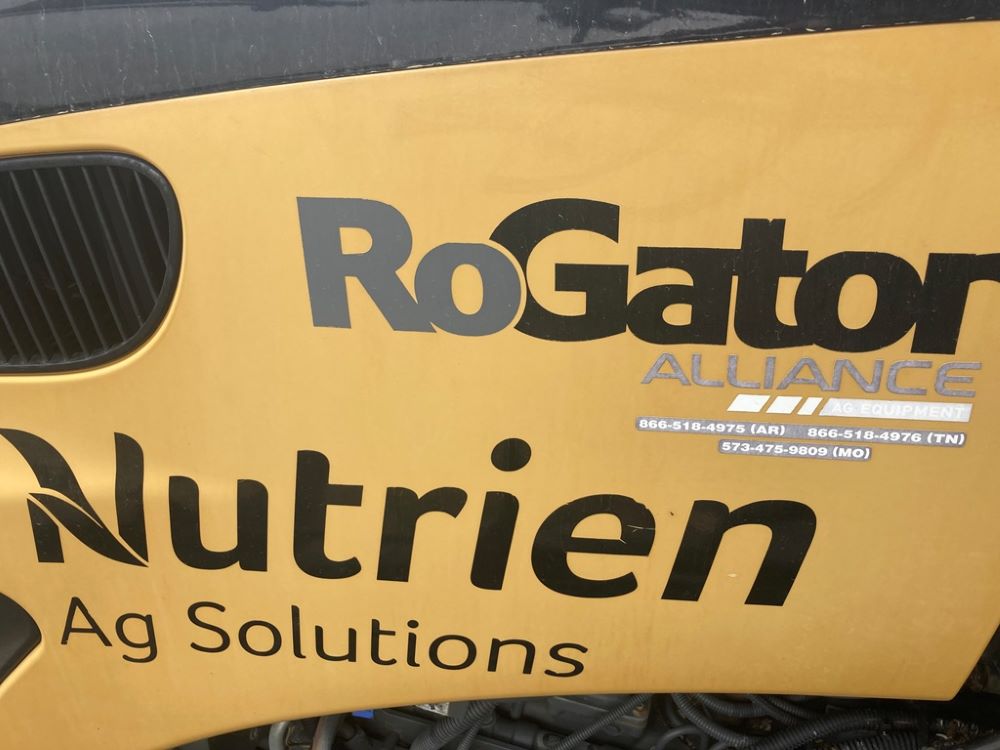 RoGator
ALLIANCE
AG EQUIPMENT
866-518-4975 (AR) 866-518-4976 (TN)
573-475-9809 (MO)
Nutrien
Ag Solutions